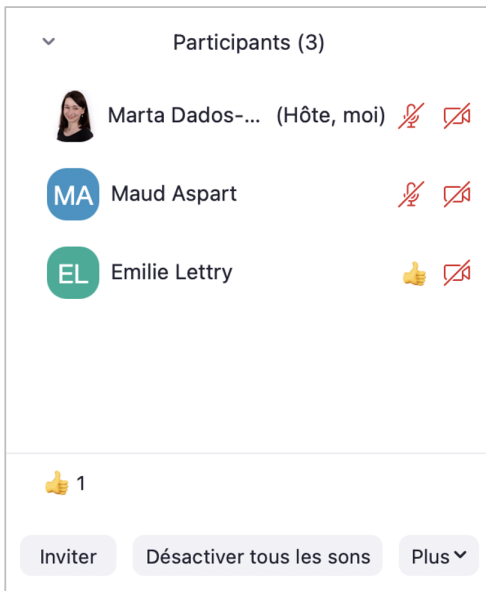 Participants (3)
Marta Dados-... (Hôte, moi)
MA Maud Aspart
EL Emilie Lettry
👍 1
Inviter Désactiver tous les sons Plus